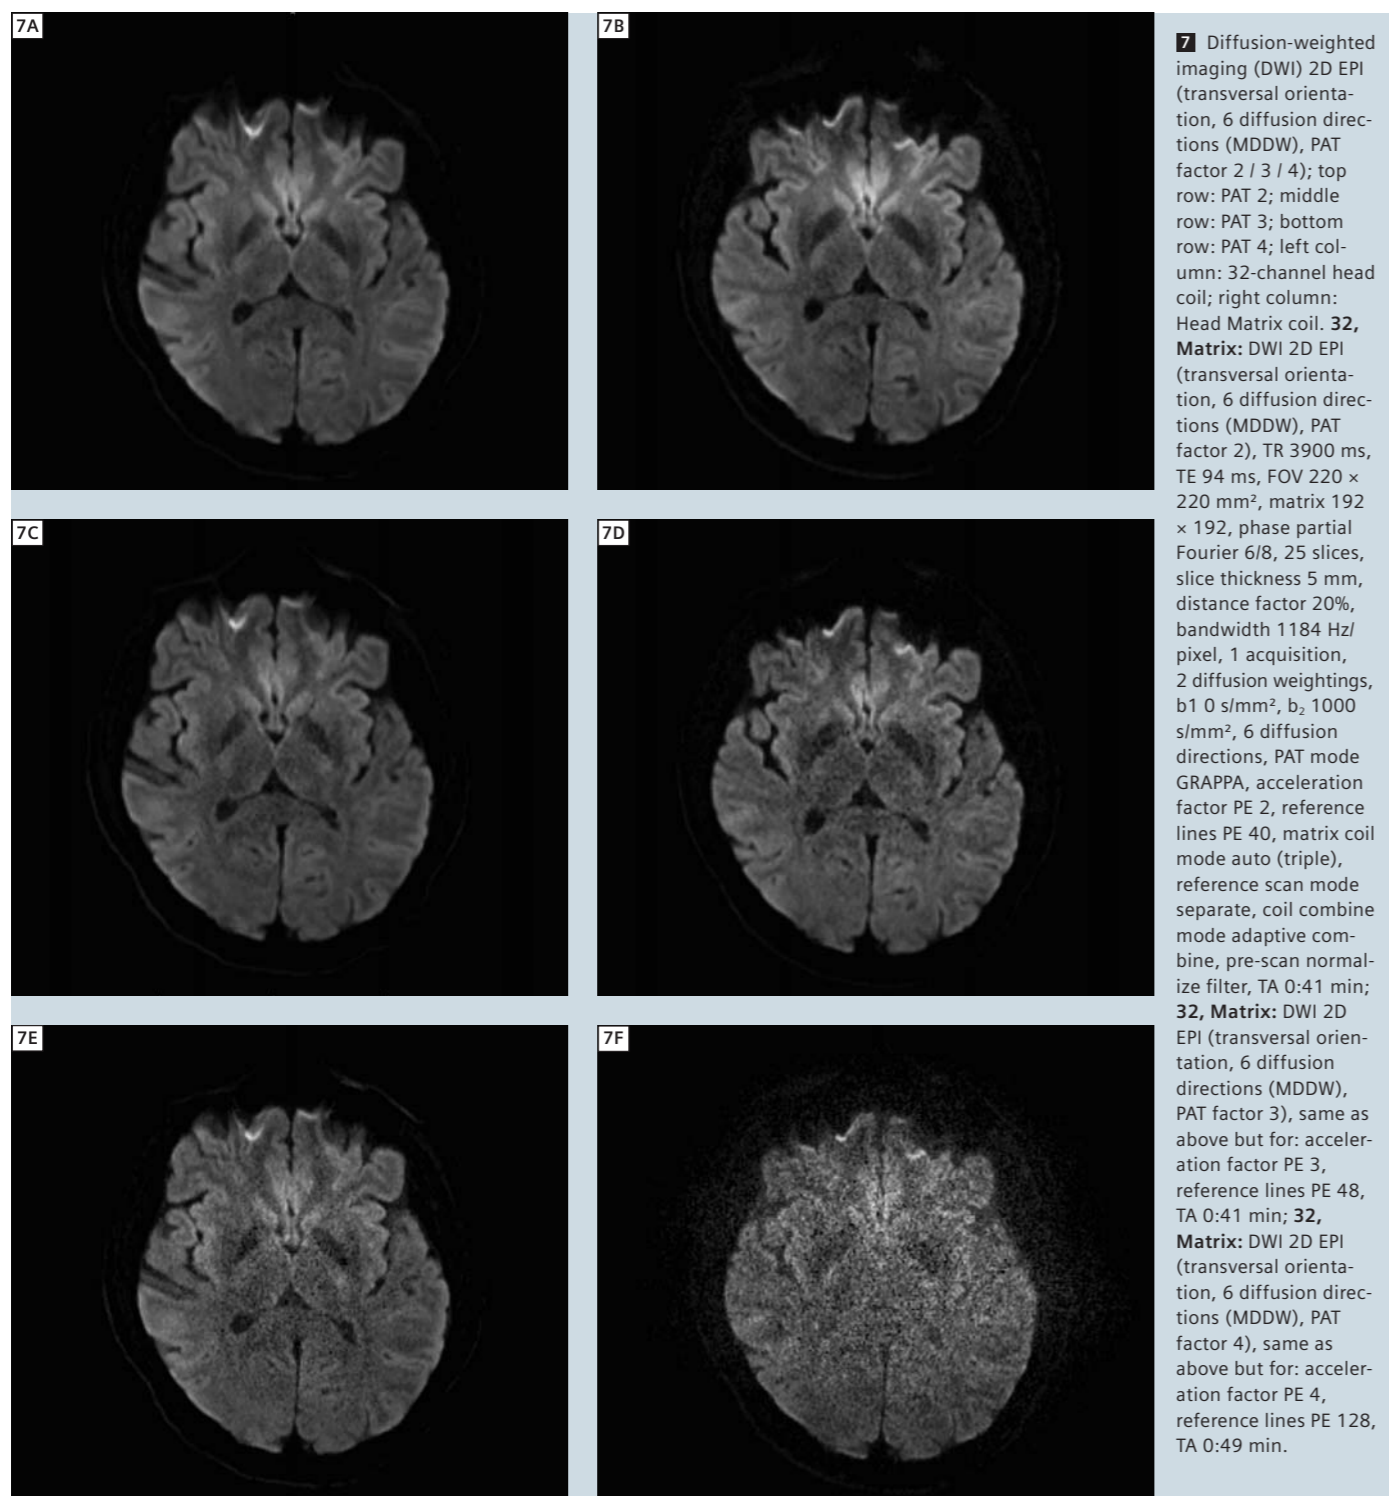 7A
7B
7 Diffusion-weighted
imaging (DWI) 2D EPI
(transversal orienta-
tion, 6 diffusion direc-
tions (MDDW), PAT
factor 2 / 3 / 4); top
row: PAT 2; middle
row: PAT 3; bottom
row: PAT 4; left col-
umn: 32-channel head
coil; right column:
Head Matrix coil. 32,
Matrix: DWI 2D EPI
(transversal orienta-
tion, 6 diffusion direc-
tions (MDDW), PAT
factor 2), TR 3900 ms,
TE 94 ms, FOV 220 ×
220 mm², matrix 192
× 192, phase partial
Fourier 6/8, 25 slices,
slice thickness 5 mm,
distance factor 20%,
bandwidth 1184 Hz/
pixel, 1 acquisition,
2 diffusion weightings,
b1 0 s/mm², b₂ 1000
s/mm², 6 diffusion
directions, PAT mode
GRAPPA, acceleration
factor PE 2, reference
lines PE 40, matrix coil
mode auto (triple),
reference scan mode
separate, coil combine
mode adaptive com-
bine, pre-scan normal-
ize filter, TA 0:41 min;
32, Matrix: DWI 2D
EPI (transversal orien-
tation, 6 diffusion
directions (MDDW),
PAT factor 3), same as
above but for: acceler-
ation factor PE 3,
reference lines PE 48,
TA 0:41 min; 32,
Matrix: DWI 2D EPI
(transversal orienta-
tion, 6 diffusion direc-
tions (MDDW), PAT
factor 4), same as
above but for: acceler-
ation factor PE 4,
reference lines PE 128,
TA 0:49 min.
7C
7D
7E
7F